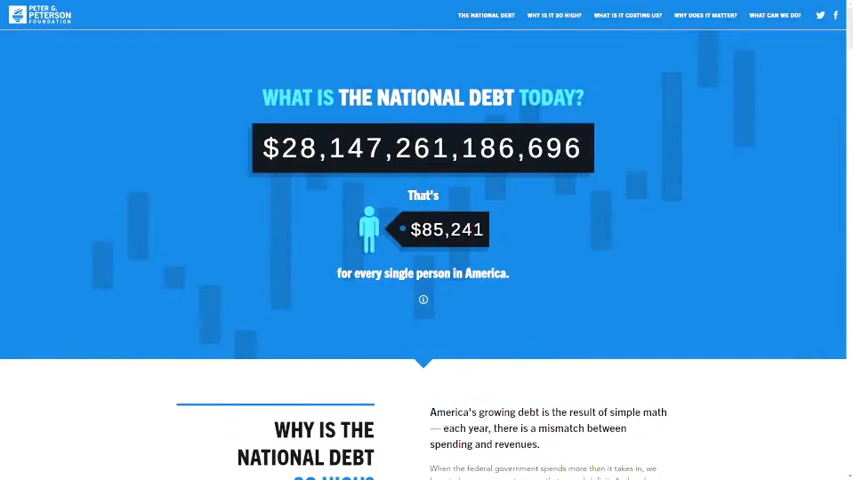 PETER G.
PETERSON
FOUNDATION
THE NATIONAL DEBT
WHY IS IT SO HIGH?
WHAT IS IT COSTING US?
WHY DOES IT MATTER?
WHAT CAN WE DO?
WHAT IS THE NATIONAL DEBT TODAY?
$28,147,261,186,696
That's
$85,241
for every single person in America.
WHY IS THE
NATIONAL DEBT
SO HIGH?
America's growing debt is the result of simple math
— each year, there is a mismatch between
spending and revenues.
When the federal government spends more than it takes in, we